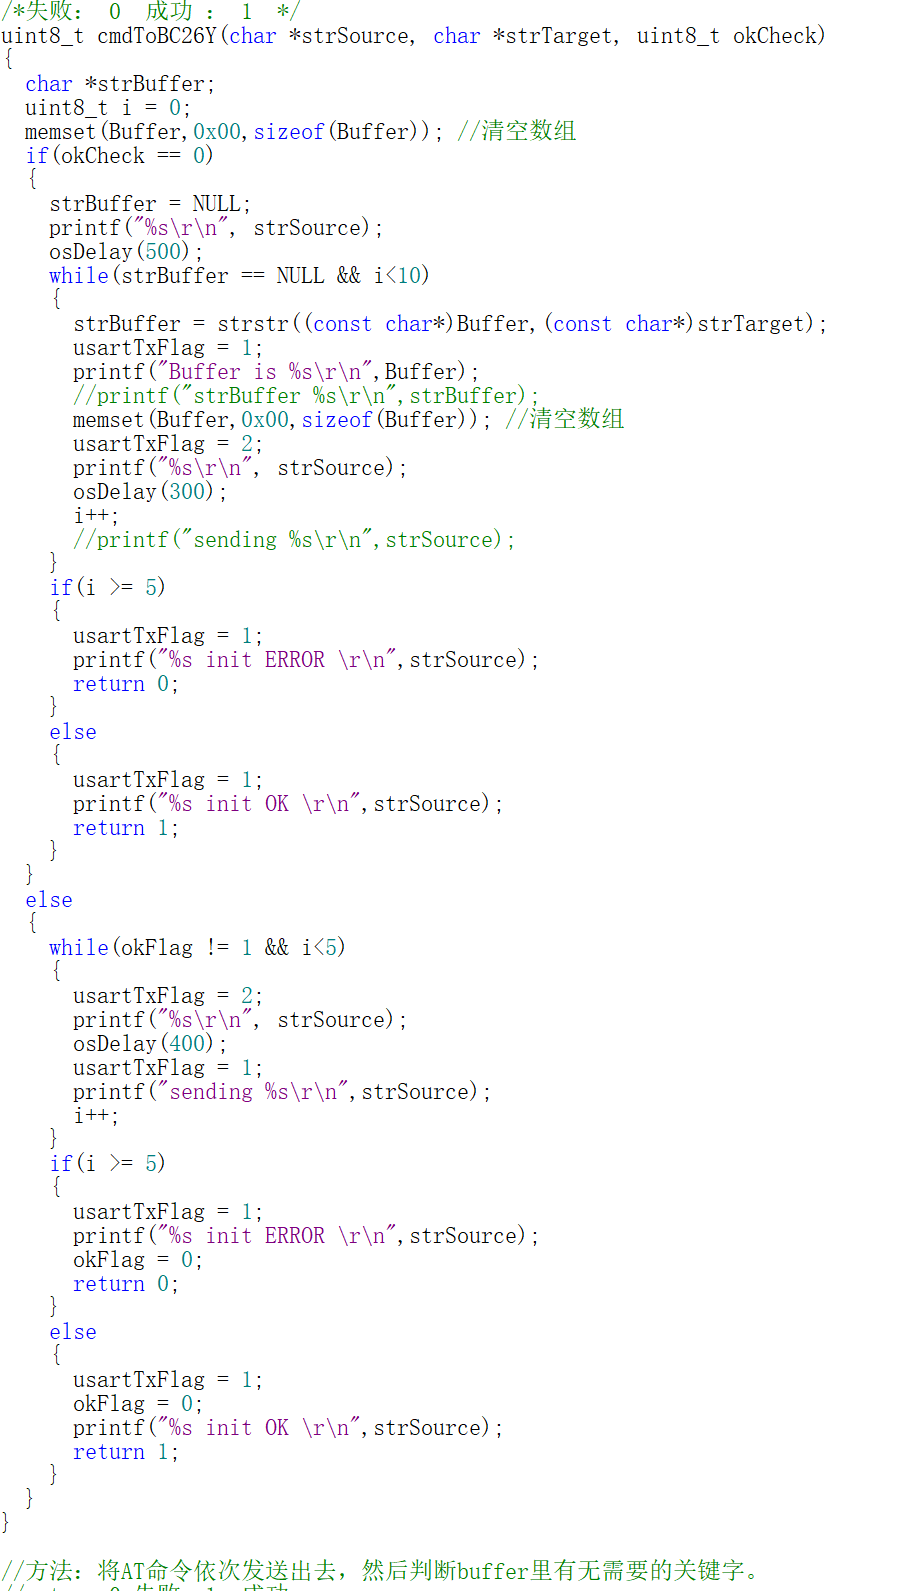 /*失败： 0  成功 ： 1  */
uint8_t cmdToBC26Y(char *strSource, char *strTarget, uint8_t okCheck)
{
  char *strBuffer;
  uint8_t i = 0;
  memset(Buffer,0x00,sizeof(Buffer)); //清空数组
  if(okCheck == 0)
  {
    strBuffer = NULL;
    printf("%s\r\n", strSource);
    osDelay(500);
    while(strBuffer == NULL && i<10)
    {
      strBuffer = strstr((const char*)Buffer,(const char*)strTarget);
      usartTxFlag = 1;
      printf("Buffer is %s\r\n",Buffer);
      //printf("strBuffer %s\r\n",strBuffer);
      memset(Buffer,0x00,sizeof(Buffer)); //清空数组
      usartTxFlag = 2;
      printf("%s\r\n", strSource);
      osDelay(300);
      i++;
      //printf("sending %s\r\n",strSource);
    }
    if(i >= 5)
    {
      usartTxFlag = 1;
      printf("%s init ERROR \r\n",strSource);
      return 0;
    }
    else
    {
      usartTxFlag = 1;
      printf("%s init OK \r\n",strSource);
      return 1;
    }
  }
  else
  {
    while(okFlag != 1 && i<5)
    {
      usartTxFlag = 2;
      printf("%s\r\n", strSource);
      osDelay(400);
      usartTxFlag = 1;
      printf("sending %s\r\n",strSource);
      i++;
    }
    if(i >= 5)
    {
      usartTxFlag = 1;
      printf("%s init ERROR \r\n",strSource);
      okFlag = 0;
      return 0;
    }
    else
    {
      usartTxFlag = 1;
      okFlag = 0;
      printf("%s init OK \r\n",strSource);
      return 1;
    }
  }
}
//方法：将AT命令依次发送出去，然后判断buffer里有无需要的关键字。